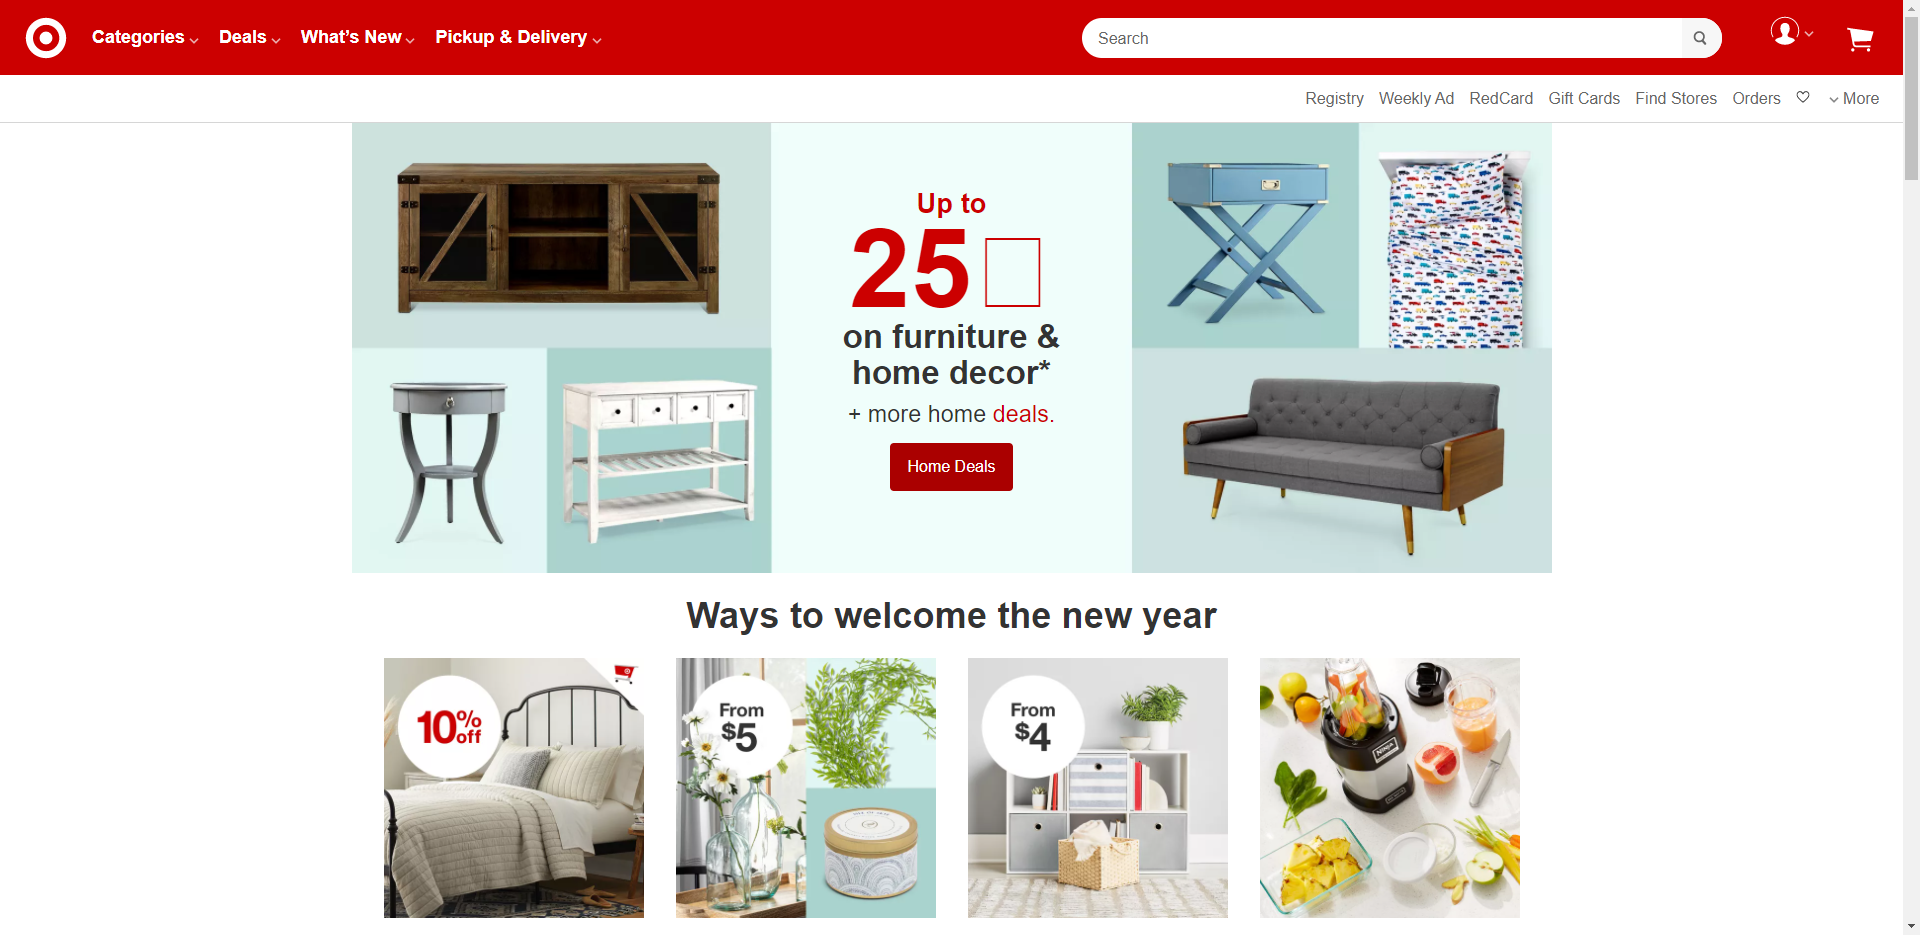 Categories Deals What's New Pickup & Delivery Search
Registry Weekly Ad RedCard Gift Cards Find Stores Orders More
Up to
25
on furniture &
home decor*
+ more home deals.
Home Deals
Ways to welcome the new year
10%
off
From
$5
From
$4
NINJA